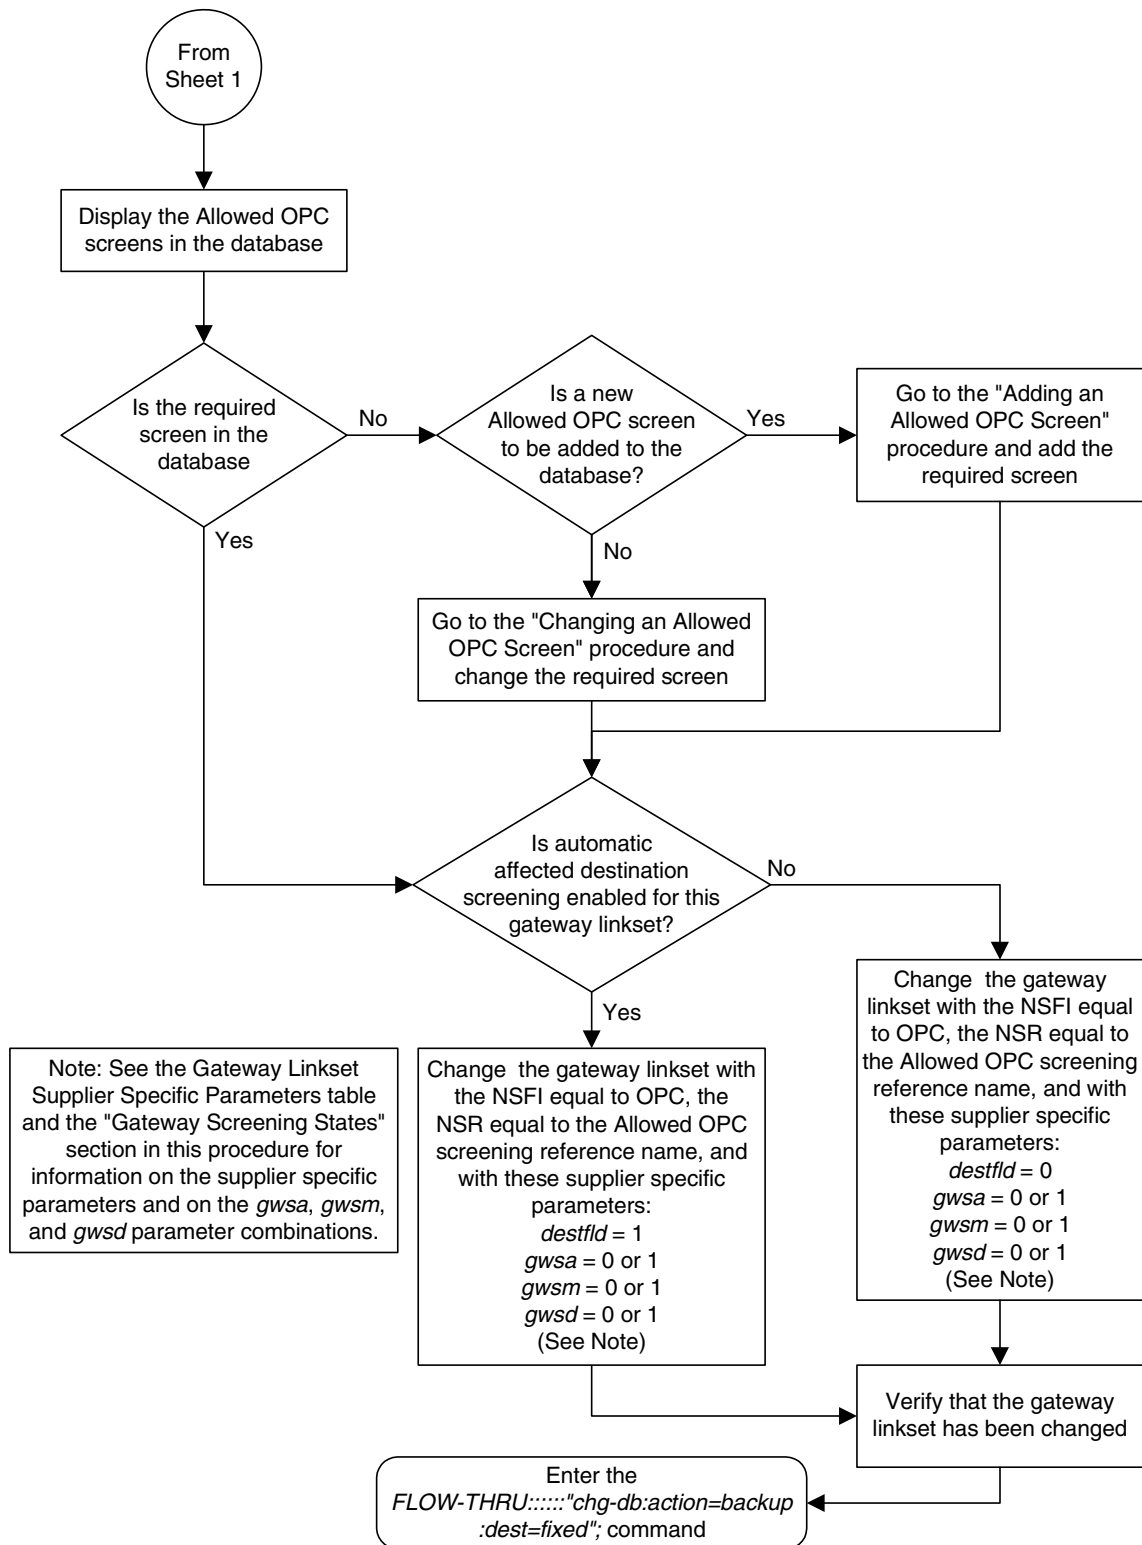 From
Sheet 1
Display the Allowed OPC
screens in the database
Is the required
screen in the
database
No
Yes
Is a new
Allowed OPC screen
to be added to the
database?
Yes
No
Go to the "Adding an
Allowed OPC Screen"
procedure and add the
required screen
Go to the "Changing an Allowed
OPC Screen" procedure and
change the required screen
Is automatic
affected destination
screening enabled for this
gateway linkset?
No
Yes
Change the gateway
linkset with the NSFI equal
to OPC, the NSR equal to
the Allowed OPC screening
reference name, and with
these supplier specific
parameters:
destfld = 0
gwsa = 0 or 1
gwsm = 0 or 1
gwsd = 0 or 1
(See Note)
Note: See the Gateway Linkset
Supplier Specific Parameters table
and the "Gateway Screening States"
section in this procedure for
information on the supplier specific
parameters and on the gwsa, gwsm,
and gwsd parameter combinations.
Change the gateway linkset with
the NSFI equal to OPC, the
NSR equal to the Allowed OPC
screening reference name, and
with these supplier specific
parameters:
destfld = 1
gwsa = 0 or 1
gwsm = 0 or 1
gwsd = 0 or 1
(See Note)
Verify that the gateway
linkset has been changed
Enter the
FLOW-THRU::::::"chg-db:action=backup
:dest=fixed"; command